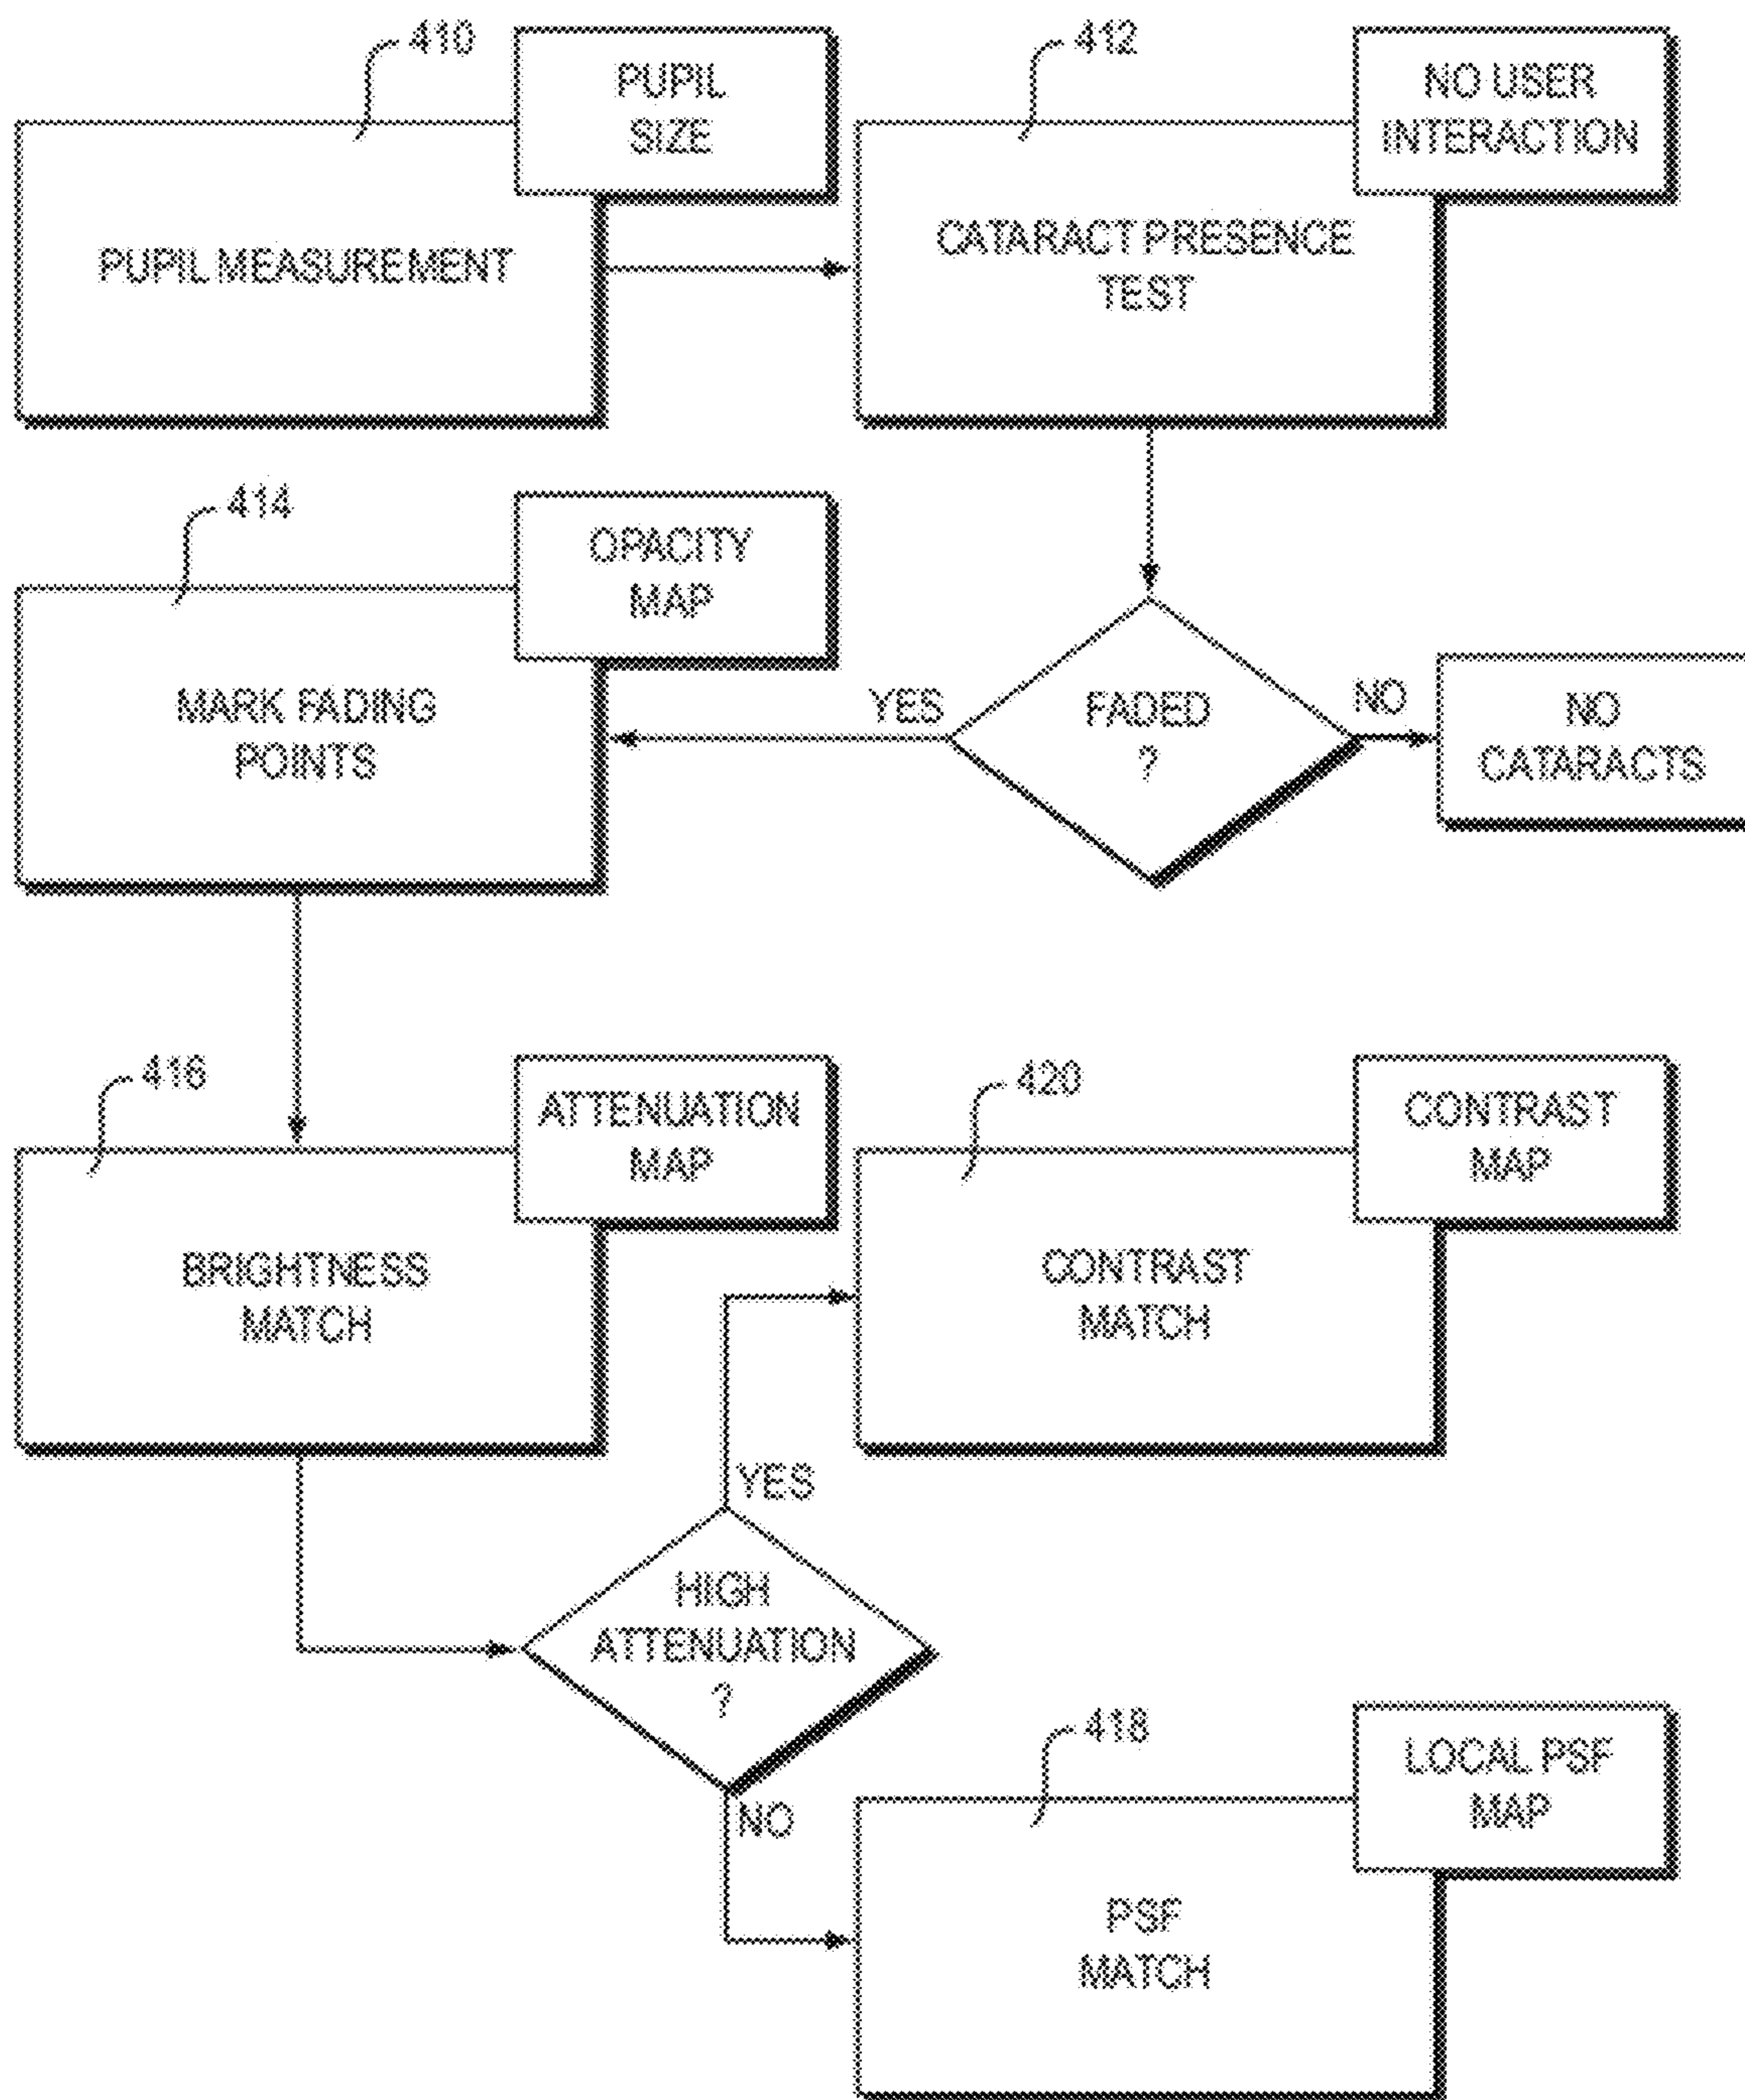 410
PUPIL
SIZE
PUPIL MEASUREMENT
412
NO USER
INTERACTION
CATARACT PRESENCE
TEST
414
OPACITY
MAP
MARK FADING
POINTS
YES
FADED
?
NO
NO
CATARACTS
416
ATTENUATION
MAP
BRIGHTNESS
MATCH
420
CONTRAST
MAP
CONTRAST
MATCH
YES
HIGH
ATTENUATION
?
NO
418
LOCAL PSF
MAP
PSF
MATCH